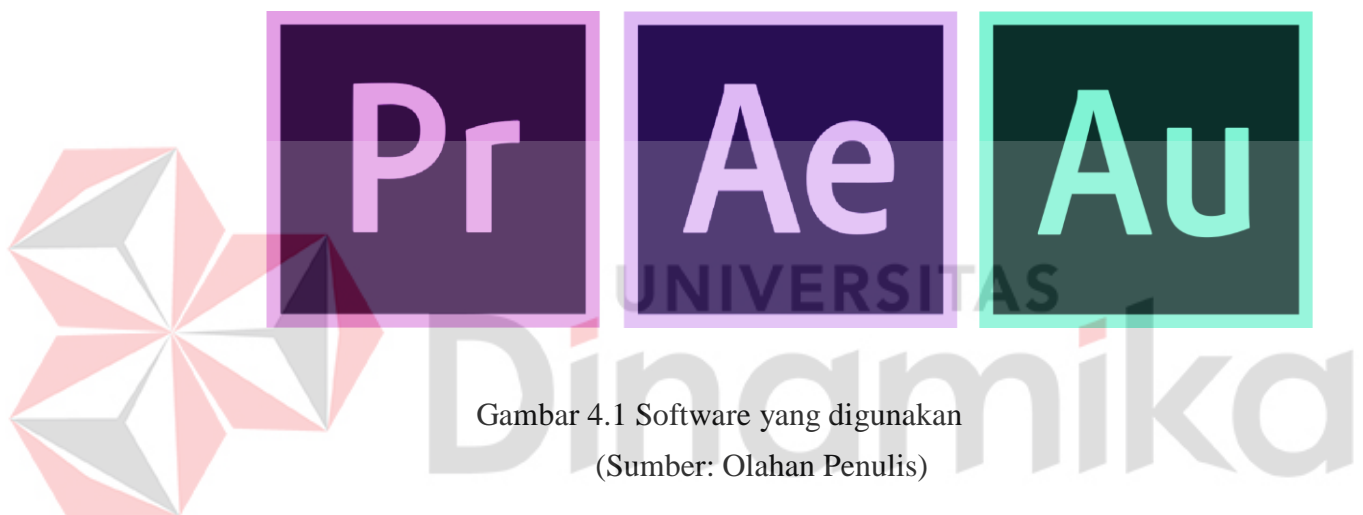 Pr Ae Au
UNIVERSITAS
Dinamika
Gambar 4.1 Software yang digunakan
(Sumber: Olahan Penulis)